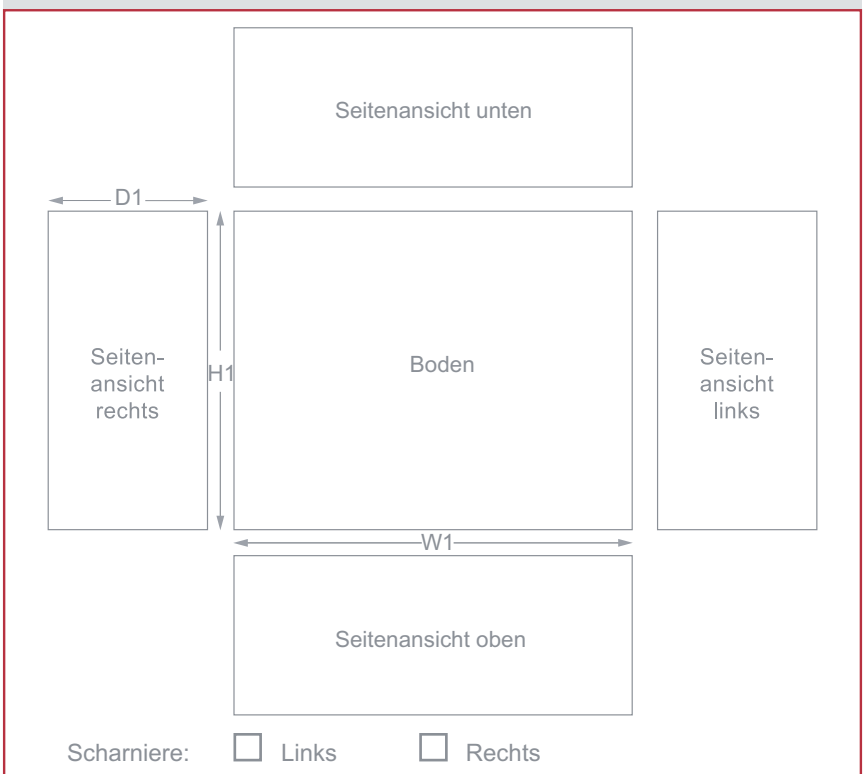 Seitenansicht unten
D1
Seiten-
ansicht
rechts
H1
Boden
Seiten-
ansicht
links
W1
Seitenansicht oben
Scharniere: Links Rechts